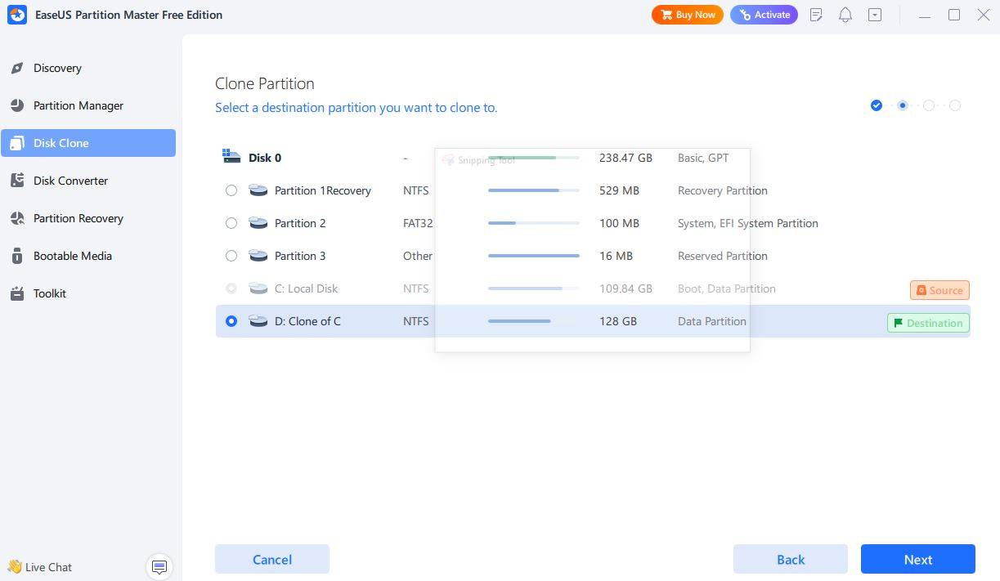 EaseUS Partition Master Free Edition
Buy Now
Activate
Discovery
Partition Manager
Disk Clone
Disk Converter
Partition Recovery
Bootable Media
Toolkit
Live Chat
Clone Partition
Select a destination partition you want to clone to.
Snipping Tool
Disk 0 - 238.47 GB Basic, GPT
Partition 1Recovery NTFS 529 MB Recovery Partition
Partition 2 FAT32 100 MB System, EFI System Partition
Partition 3 Other 16 MB Reserved Partition
C: Local Disk NTFS 109.84 GB Boot, Data Partition Source
D: Clone of C NTFS 128 GB Data Partition Destination
Cancel
Back
Next